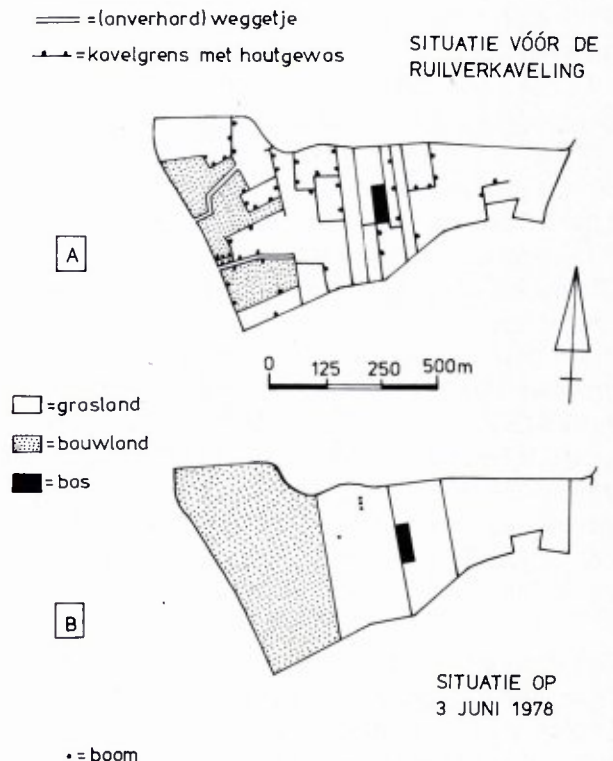 = (onverhard) weggetje
= kavelgrens met houtgewas
SITUATIE VÓÓR DE
RUILVERKAVELING
A
0 125 250 500m
= grasland
= bouwland
= bos
B
SITUATIE OP
3 JUNI 1978
• = boom